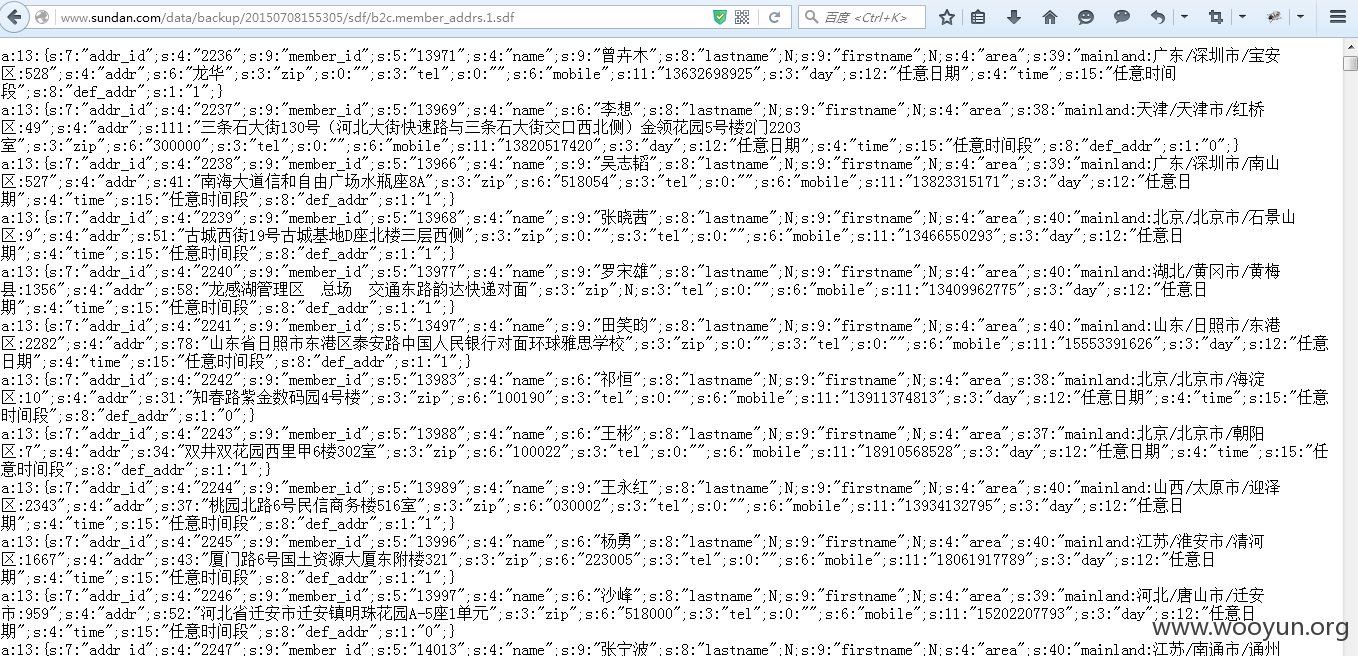 www.sundan.com/data/backup/20150708155305/sdf/b2c.member_addrs.1.sdf
百度 <Ctrl+K>
a:13:{s:7:"addr_id";s:4:"2236";s:9:"member_id";s:5:"13971";s:4:"name";s:9:"曾卉木";s:8:"lastname";N;s:9:"firstname";N;s:4:"area";s:39:"mainland:广东/深圳市/宝安
区:528";s:4:"addr";s:6:"龙华";s:3:"zip";s:0:"";s:3:"tel";s:0:"";s:6:"mobile";s:11:"13632698925";s:3:"day";s:12:"任意日期";s:4:"time";s:15:"任意时间
段";s:8:"def_addr";s:1:"1";}
a:13:{s:7:"addr_id";s:4:"2237";s:9:"member_id";s:5:"13969";s:4:"name";s:6:"李想";s:8:"lastname";N;s:9:"firstname";N;s:4:"area";s:38:"mainland:天津/天津市/红桥
区:49";s:4:"addr";s:111:"三条石大街130号（河北大街快速路与三条石大街交口西北侧）金领花园5号楼2门2203
室";s:3:"zip";s:6:"300000";s:3:"tel";s:0:"";s:6:"mobile";s:11:"13820517420";s:3:"day";s:12:"任意日期";s:4:"time";s:15:"任意时间段";s:8:"def_addr";s:1:"0";}
a:13:{s:7:"addr_id";s:4:"2238";s:9:"member_id";s:5:"13966";s:4:"name";s:9:"吴志韬";s:8:"lastname";N;s:9:"firstname";N;s:4:"area";s:39:"mainland:广东/深圳市/南山
区:527";s:4:"addr";s:41:"南海大道信和自由广场水瓶座8A";s:3:"zip";s:6:"518054";s:3:"tel";s:0:"";s:6:"mobile";s:11:"13823315171";s:3:"day";s:12:"任意日
期";s:4:"time";s:15:"任意时间段";s:8:"def_addr";s:1:"1";}
a:13:{s:7:"addr_id";s:4:"2239";s:9:"member_id";s:5:"13968";s:4:"name";s:9:"张晓茜";s:8:"lastname";N;s:9:"firstname";N;s:4:"area";s:40:"mainland:北京/北京市/石景山
区:9";s:4:"addr";s:51:"古城西街19号古城基地D座北楼三层西侧";s:3:"zip";s:0:"";s:3:"tel";s:0:"";s:6:"mobile";s:11:"13466550293";s:3:"day";s:12:"任意日
期";s:4:"time";s:15:"任意时间段";s:8:"def_addr";s:1:"1";}
a:13:{s:7:"addr_id";s:4:"2240";s:9:"member_id";s:5:"13977";s:4:"name";s:9:"罗宋雄";s:8:"lastname";N;s:9:"firstname";N;s:4:"area";s:40:"mainland:湖北/黄冈市/黄梅
县:1356";s:4:"addr";s:58:"龙感湖管理区　总场　交通东路韵达快递对面";s:3:"zip";N;s:3:"tel";s:0:"";s:6:"mobile";s:11:"13409962775";s:3:"day";s:12:"任意日
期";s:4:"time";s:15:"任意时间段";s:8:"def_addr";s:1:"1";}
a:13:{s:7:"addr_id";s:4:"2241";s:9:"member_id";s:5:"13497";s:4:"name";s:9:"田笑昀";s:8:"lastname";N;s:9:"firstname";N;s:4:"area";s:40:"mainland:山东/日照市/东港
区:2282";s:4:"addr";s:78:"山东省日照市东港区泰安路中国人民银行对面环球雅思学校";s:3:"zip";s:0:"";s:3:"tel";s:0:"";s:6:"mobile";s:11:"15553391626";s:3:"day";s:12:"任意
日期";s:4:"time";s:15:"任意时间段";s:8:"def_addr";s:1:"1";}
a:13:{s:7:"addr_id";s:4:"2242";s:9:"member_id";s:5:"13983";s:4:"name";s:6:"祁恒";s:8:"lastname";N;s:9:"firstname";N;s:4:"area";s:38:"mainland:北京/北京市/海淀
区:10";s:4:"addr";s:31:"知春路紫金数码园4号楼";s:3:"zip";s:6:"100190";s:3:"tel";s:0:"";s:6:"mobile";s:11:"13911374813";s:3:"day";s:12:"任意日期";s:4:"time";s:15:"任意
时间段";s:8:"def_addr";s:1:"0";}
a:13:{s:7:"addr_id";s:4:"2243";s:9:"member_id";s:5:"13988";s:4:"name";s:6:"王彬";s:8:"lastname";N;s:9:"firstname";N;s:4:"area";s:37:"mainland:北京/北京市/朝阳
区:7";s:4:"addr";s:34:"双井双花园西里甲6楼302室";s:3:"zip";s:6:"100022";s:3:"tel";s:0:"";s:6:"mobile";s:11:"18910568528";s:3:"day";s:12:"任意日期";s:4:"time";s:15:"任
意时间段";s:8:"def_addr";s:1:"1";}
a:13:{s:7:"addr_id";s:4:"2244";s:9:"member_id";s:5:"13989";s:4:"name";s:9:"王永红";s:8:"lastname";N;s:9:"firstname";N;s:4:"area";s:40:"mainland:山西/太原市/迎泽
区:2343";s:4:"addr";s:37:"桃园北路6号民信商务楼516室";s:3:"zip";s:6:"030002";s:3:"tel";s:0:"";s:6:"mobile";s:11:"13934132795";s:3:"day";s:12:"任意日
期";s:4:"time";s:15:"任意时间段";s:8:"def_addr";s:1:"1";}
a:13:{s:7:"addr_id";s:4:"2245";s:9:"member_id";s:5:"13996";s:4:"name";s:6:"杨勇";s:8:"lastname";N;s:9:"firstname";N;s:4:"area";s:40:"mainland:江苏/淮安市/清河
区:1667";s:4:"addr";s:43:"厦门路6号国土资源大厦东附楼321";s:3:"zip";s:6:"223005";s:3:"tel";s:0:"";s:6:"mobile";s:11:"18061917789";s:3:"day";s:12:"任意日
期";s:4:"time";s:15:"任意时间段";s:8:"def_addr";s:1:"1";}
a:13:{s:7:"addr_id";s:4:"2246";s:9:"member_id";s:5:"13997";s:4:"name";s:6:"沙峰";s:8:"lastname";N;s:9:"firstname";N;s:4:"area";s:39:"mainland:河北/唐山市/迁安
市:959";s:4:"addr";s:52:"河北省迁安市迁安镇明珠花园A-5座1单元";s:3:"zip";s:6:"518000";s:3:"tel";s:0:"";s:6:"mobile";s:11:"15202207793";s:3:"day";s:12:"任意日
期";s:4:"time";s:15:"任意时间段";s:8:"def_addr";s:1:"0";}
a:13:{s:7:"addr_id";s:4:"2247";s:9:"member_id";s:5:"14013";s:4:"name";s:9:"张宁波";s:8:"lastname";N;s:9:"firstname";N;s:4:"area";s:40:"mainland:江苏/南通市/通州
www.wooyun.org